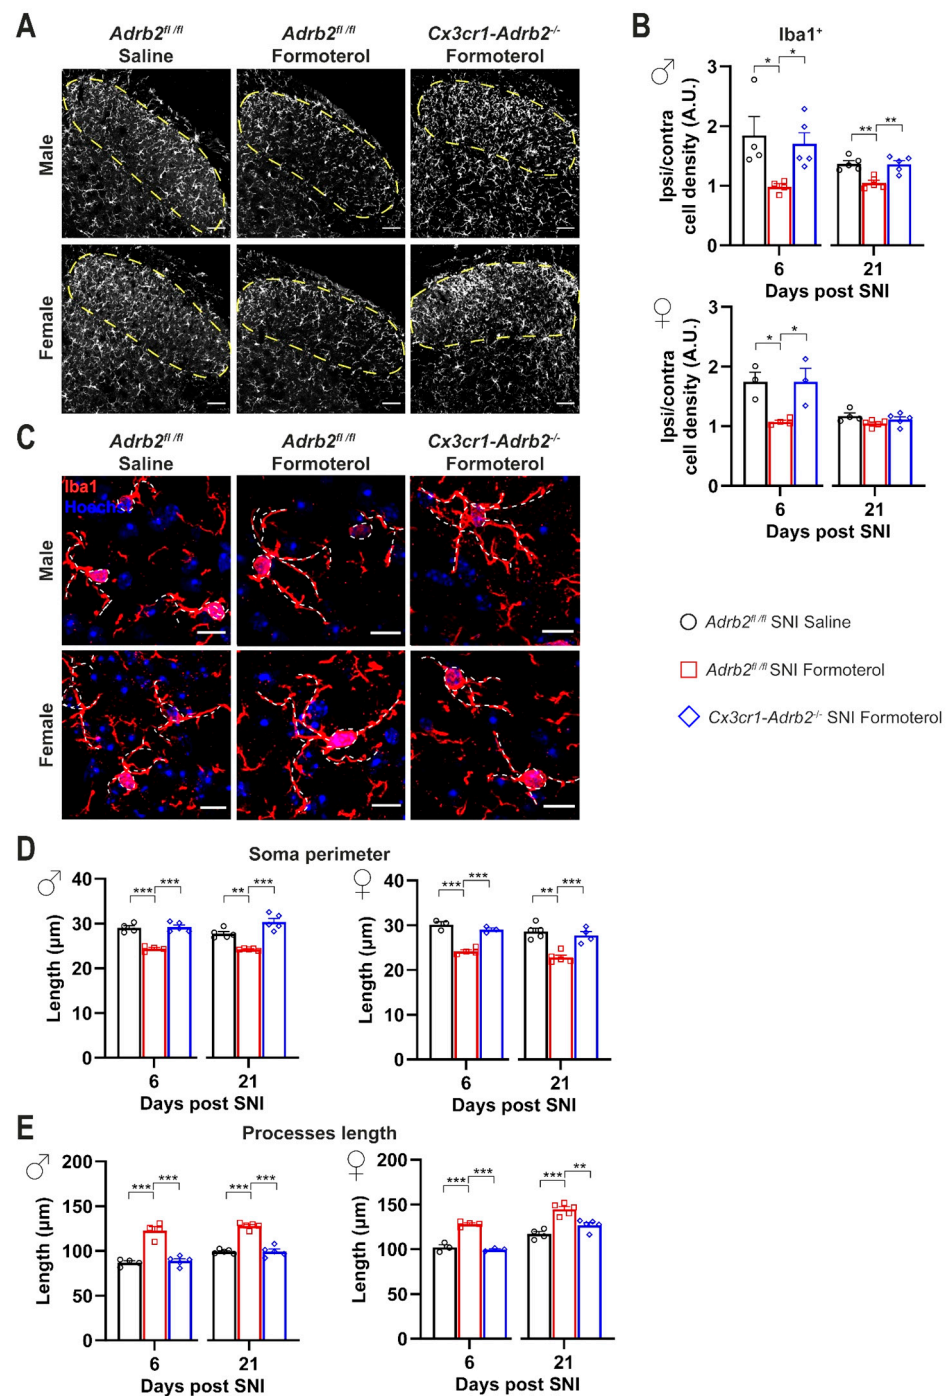 A
Adrb2fl/fl
Saline
Adrb2fl/fl
Formoterol
Cx3cr1-Adrb2-/-
Formoterol
Male
Female
B
Iba1+
♂
Ipsi/contra
cell density (A.U.)
3
2
1
0
*
*
**
**
6
21
Days post SNI
♀
Ipsi/contra
cell density (A.U.)
3
2
1
0
*
*
6
21
Days post SNI
Adrb2fl/fl SNI Saline
Adrb2fl/fl SNI Formoterol
Cx3cr1-Adrb2-/- SNI Formoterol
C
Adrb2fl/fl
Saline
Adrb2fl/fl
Formoterol
Cx3cr1-Adrb2-/-
Formoterol
Iba1
Hoechst
Male
Female
D
Soma perimeter
♂
Length (µm)
40
30
20
10
0
***
***
**
***
6
21
Days post SNI
♀
Length (µm)
40
30
20
10
0
***
***
**
***
6
21
Days post SNI
E
Processes length
♂
Length (µm)
200
150
100
50
0
***
***
***
***
6
21
Days post SNI
♀
Length (µm)
200
150
100
50
0
***
***
***
**
6
21
Days post SNI